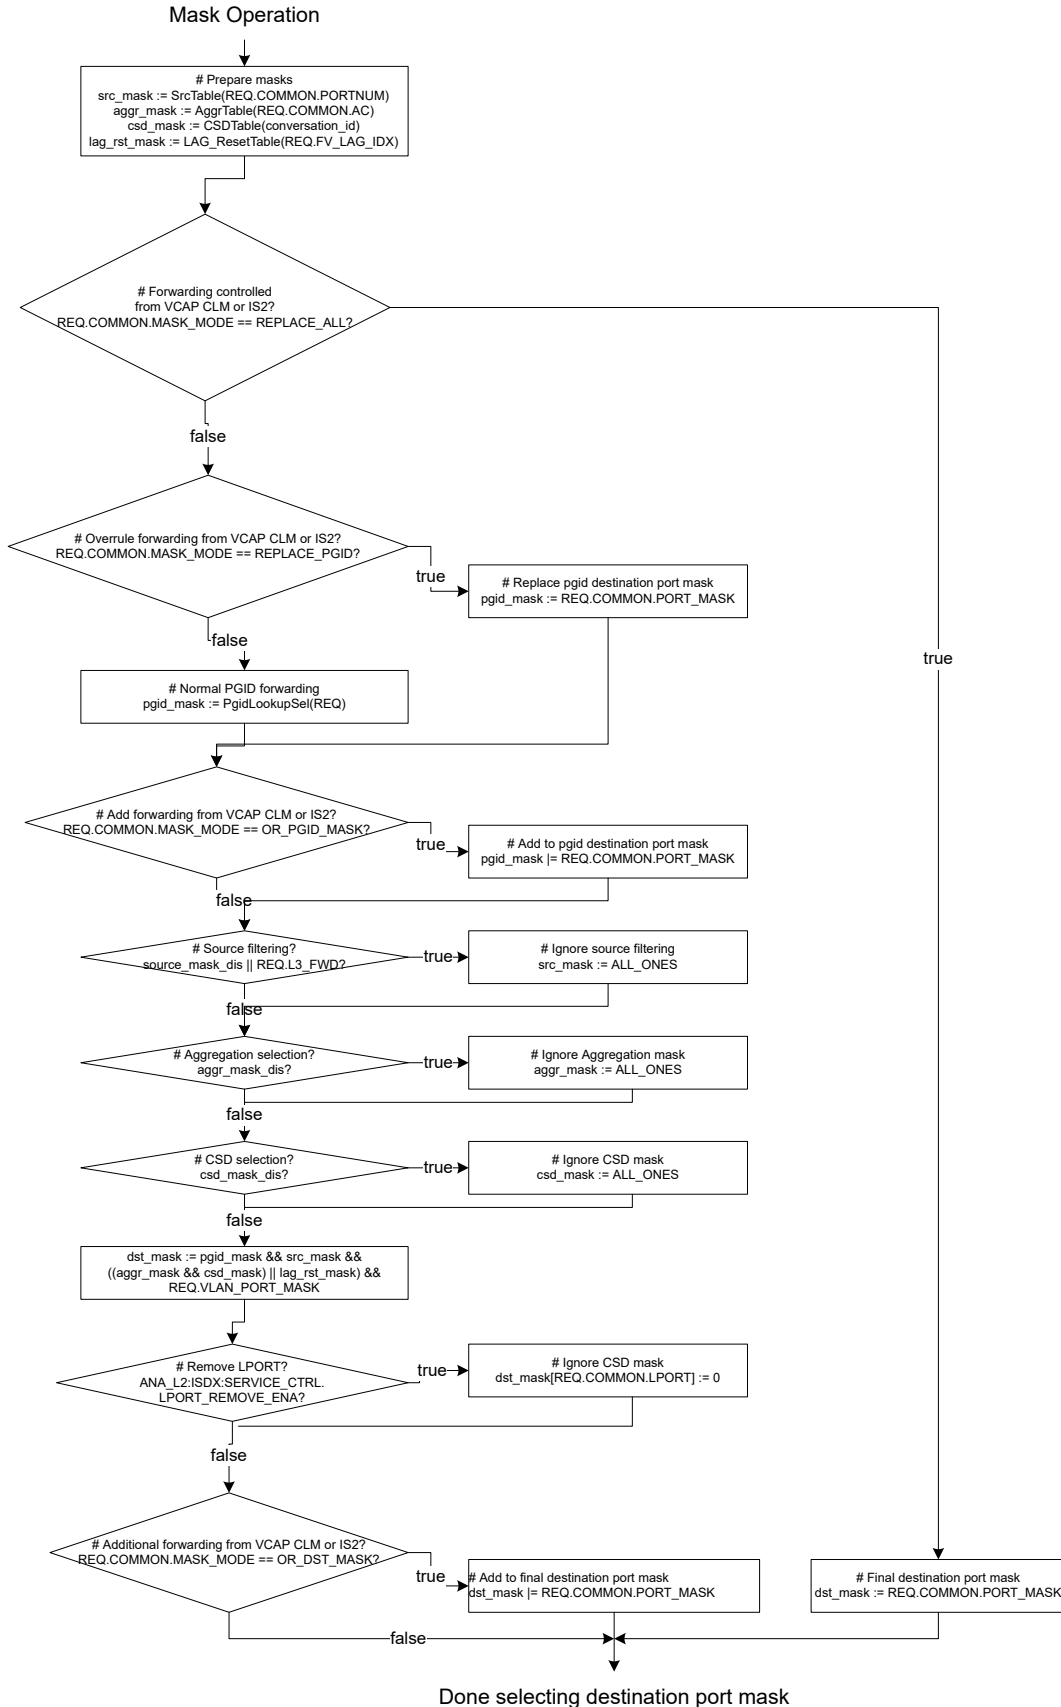 Mask Operation
# Prepare masks
src_mask := SrcTable(REQ.COMMON.PORTNUM)
aggr_mask := AggrTable(REQ.COMMON.AC)
csd_mask := CSDTable(conversation_id)
lag_rst_mask := LAG_ResetTable(REQ.FV_LAG_IDX)
# Forwarding controlled
from VCAP CLM or IS2?
REQ.COMMON.MASK_MODE == REPLACE_ALL?
false
# Overrule forwarding from VCAP CLM or IS2?
REQ.COMMON.MASK_MODE == REPLACE_PGID?
true
# Replace pgid destination port mask
pgid_mask := REQ.COMMON.PORT_MASK
false
true
# Normal PGID forwarding
pgid_mask := PgidLookupSel(REQ)
# Add forwarding from VCAP CLM or IS2?
REQ.COMMON.MASK_MODE == OR_PGID_MASK?
true
# Add to pgid destination port mask
pgid_mask |= REQ.COMMON.PORT_MASK
false
# Source filtering?
source_mask_dis || REQ.L3_FWD?
true
# Ignore source filtering
src_mask := ALL_ONES
false
# Aggregation selection?
aggr_mask_dis?
true
# Ignore Aggregation mask
aggr_mask := ALL_ONES
false
# CSD selection?
csd_mask_dis?
true
# Ignore CSD mask
csd_mask := ALL_ONES
false
dst_mask := pgid_mask && src_mask &&
((aggr_mask && csd_mask) || lag_rst_mask) &&
REQ.VLAN_PORT_MASK
# Remove LPORT?
ANA_L2:ISDX:SERVICE_CTRL.
LPORT_REMOVE_ENA?
true
# Ignore CSD mask
dst_mask[REQ.COMMON.LPORT] := 0
false
# Additional forwarding from VCAP CLM or IS2?
REQ.COMMON.MASK_MODE == OR_DST_MASK?
true
# Add to final destination port mask
dst_mask |= REQ.COMMON.PORT_MASK
# Final destination port mask
dst_mask := REQ.COMMON.PORT_MASK
false
Done selecting destination port mask